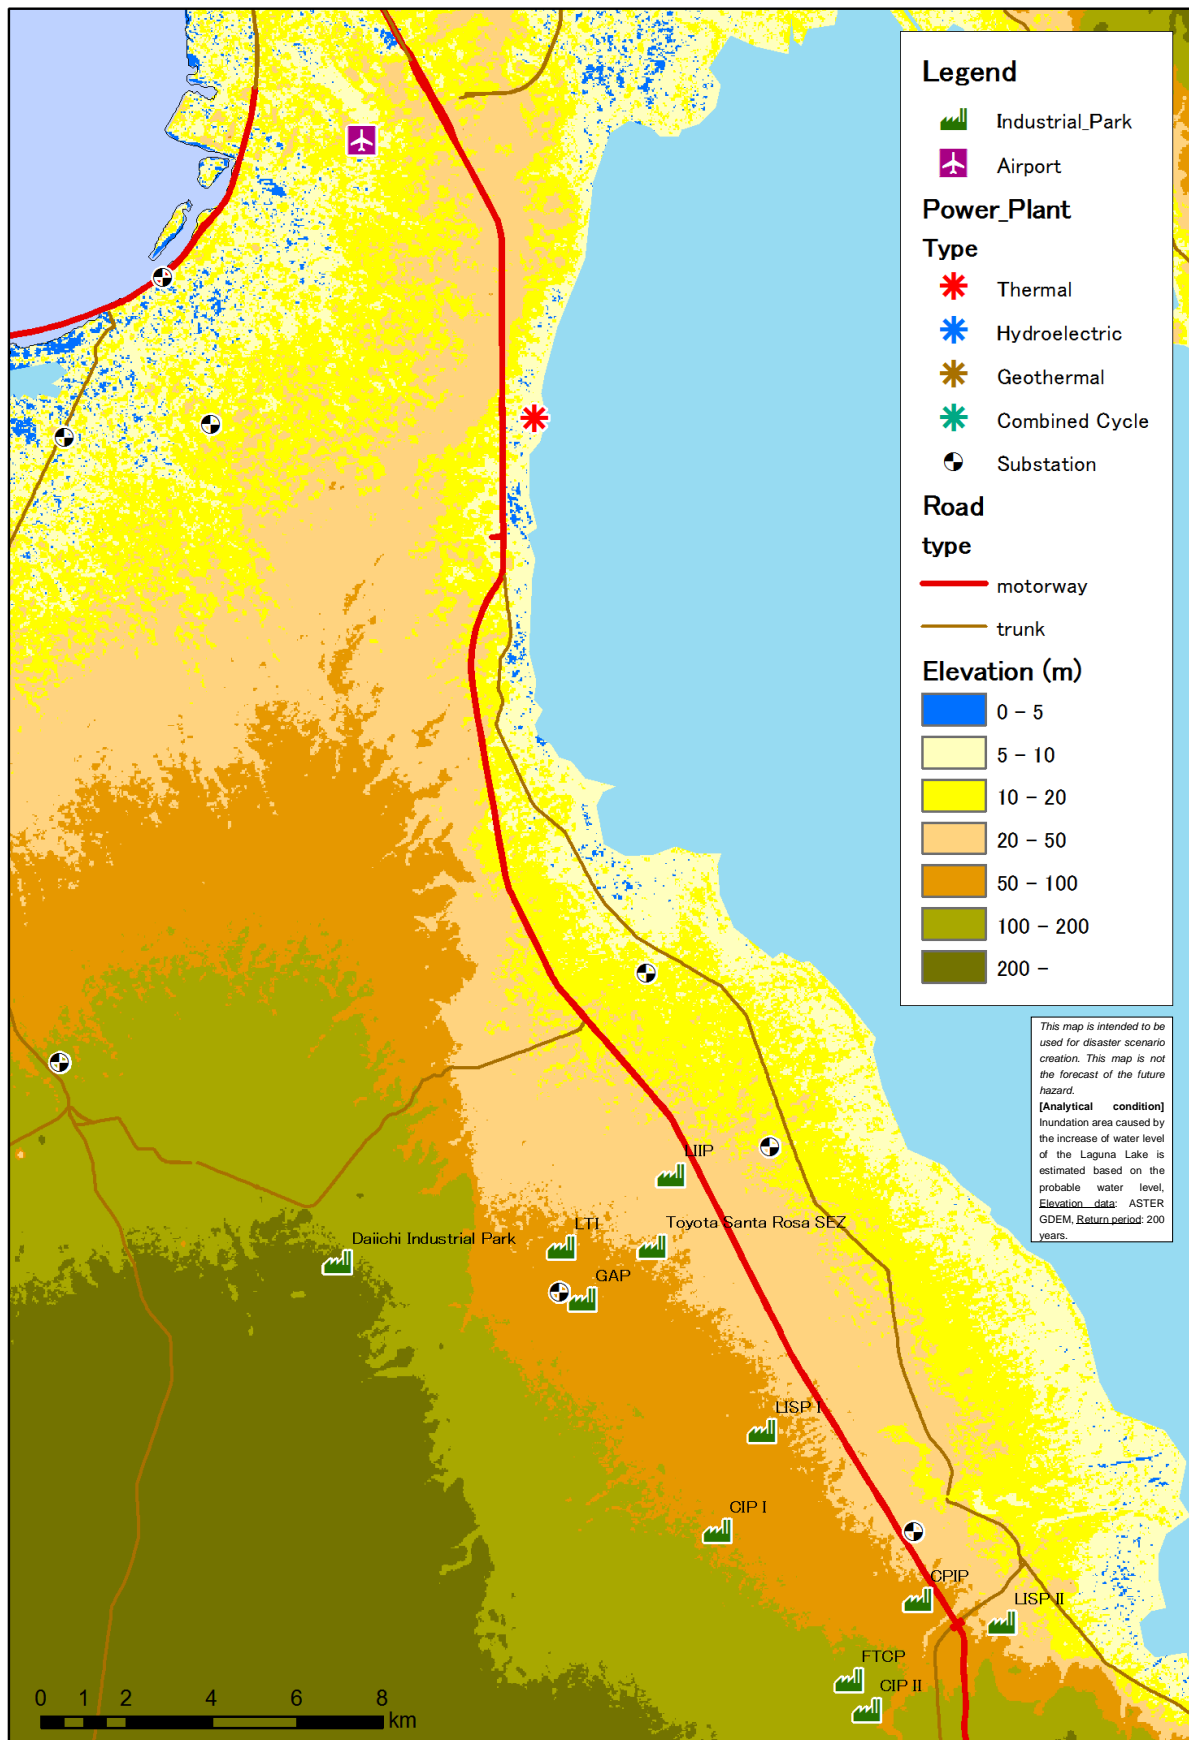 Legend
Industrial_Park
Airport
Power_Plant
Type
Thermal
Hydroelectric
Geothermal
Combined Cycle
Substation
Road
type
motorway
trunk
Elevation (m)
0 - 5
5 - 10
10 - 20
20 - 50
50 - 100
100 - 200
200 -
This map is intended to be
used for disaster scenario
creation. This map is not
the forecast of the future
hazard.
[Analytical condition]
Inundation area caused by
the increase of water level
of the Laguna Lake is
estimated based on the
probable water level,
Elevation data: ASTER
GDEM, Return period: 200
years.
LIIP
Toyota Santa Rosa SEZ
LTI
Daiichi Industrial Park
GAP
LISP I
CIP I
CPIP
LISP II
FTCP
CIP II
0 1 2 4 6 8
km